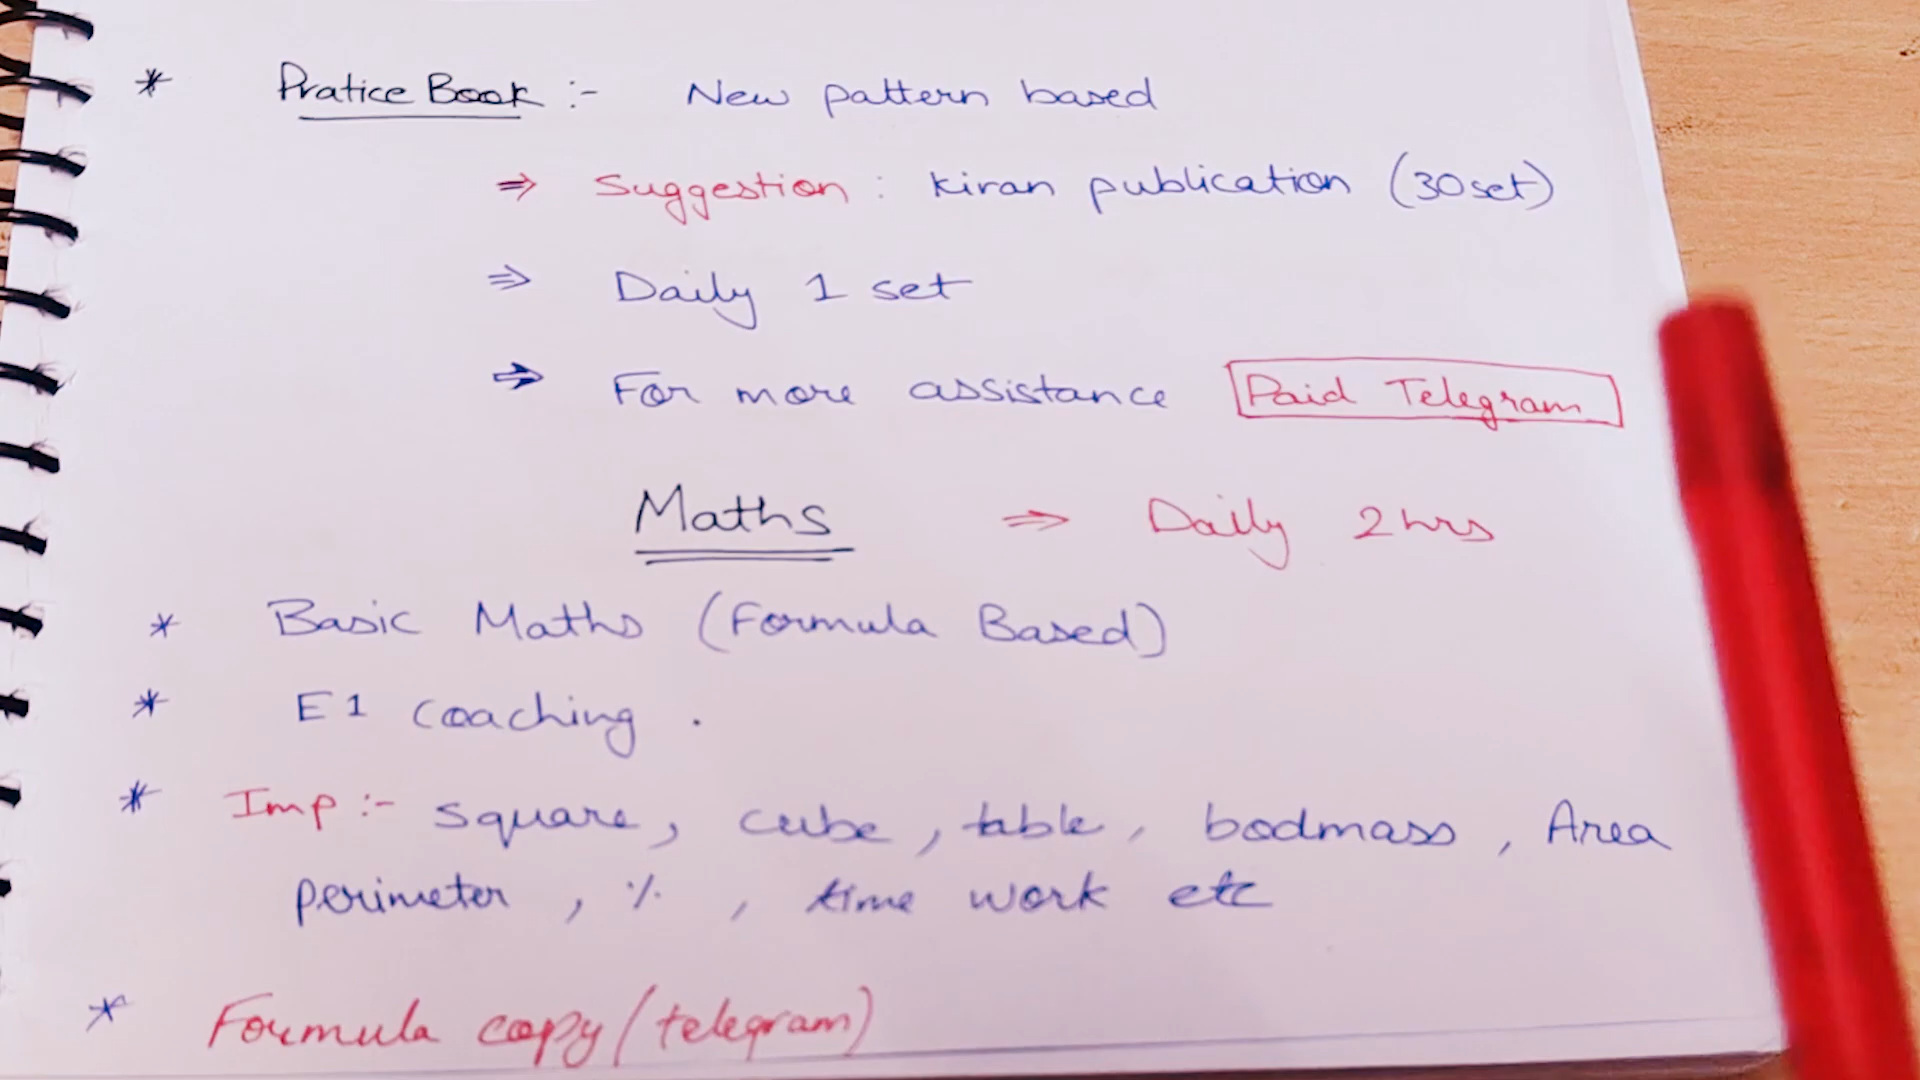 * Pratice Book :- New pattern based
⇒ Suggestion : Kiran publication (30set)
⇒ Daily 1 set
⇒ For more assistance Paid Telegram
Maths ⇒ Daily 2hrs
* Basic Maths (Formula Based)
* E1 coaching .
* Imp :- square, cube, table, bodmass, Area
perimeter, %, time work etc
* Formula copy/telegram)